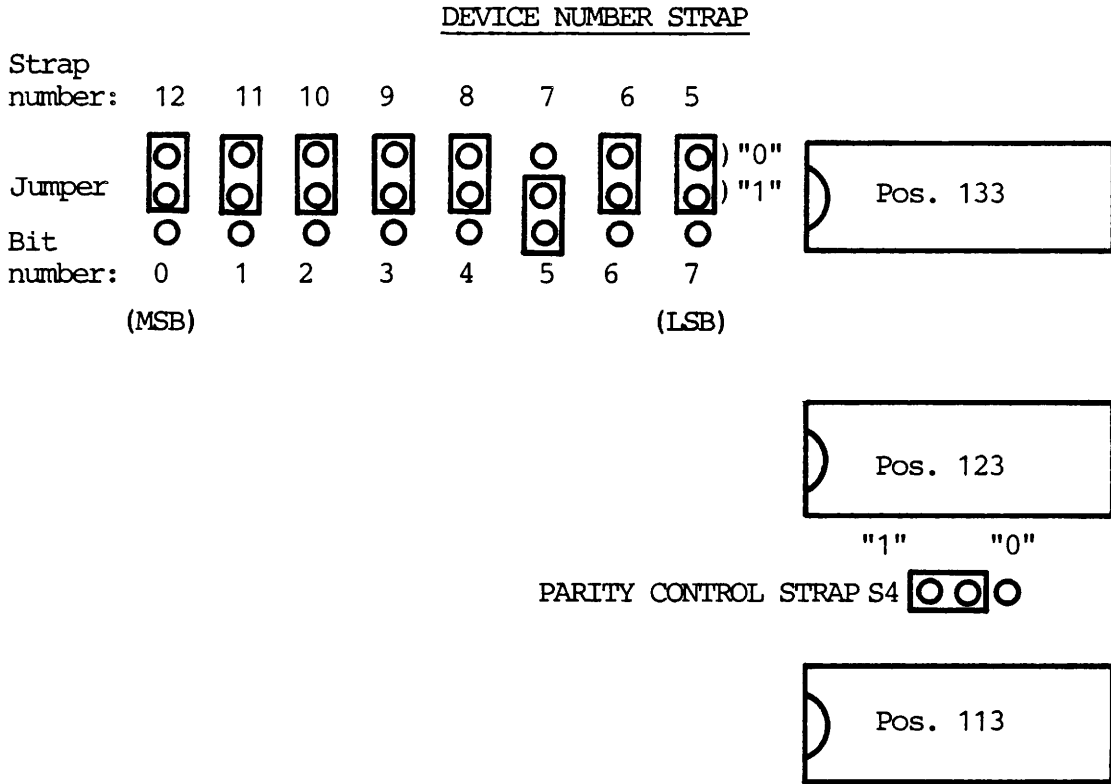 DEVICE NUMBER STRAP
Strap
number: 12 11 10 9 8 7 6 5
) "0"
Jumper ) "1"
Pos. 133
Bit
number: 0 1 2 3 4 5 6 7
(MSB) (LSB)
Pos. 123
"1" "0"
PARITY CONTROL STRAP S4
Pos. 113